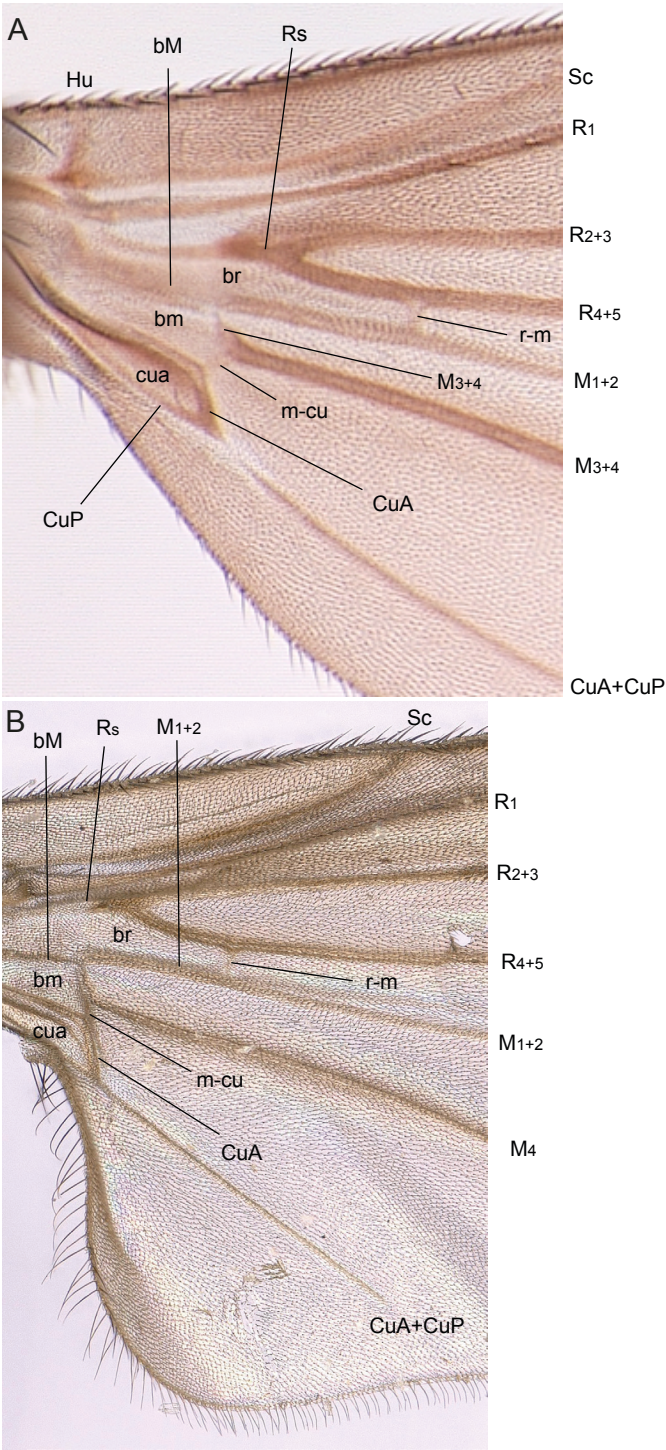 A
bM
Rs
Hu
Sc
R1
R2+3
br
bm
R4+5
r-m
cua
M3+4
M1+2
m-cu
M3+4
CuA
CuP
CuA+CuP
B
bM
Rs
M1+2
Sc
R1
R2+3
br
R4+5
bm
r-m
cua
M1+2
m-cu
CuA
M4
CuA+CuP